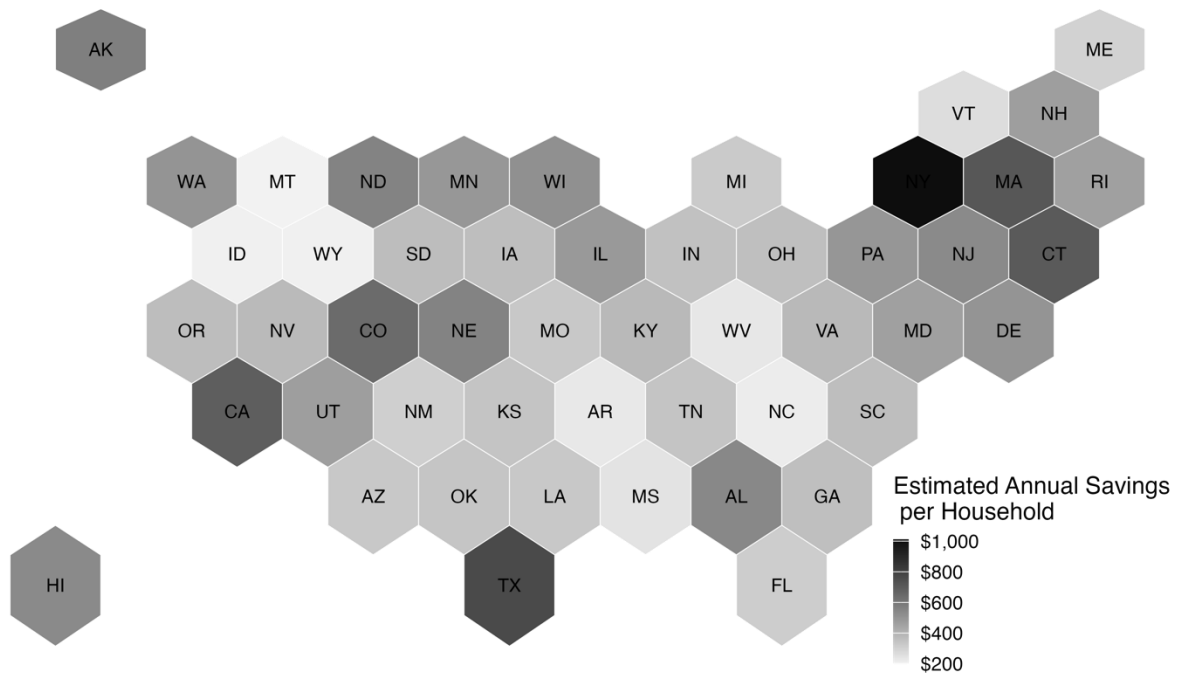 AK
ME
VT
NH
WA
MT
ND
MN
WI
MI
NY
MA
RI
ID
WY
SD
IA
IL
IN
OH
PA
NJ
CT
OR
NV
CO
NE
MO
KY
WV
VA
MD
DE
CA
UT
NM
KS
AR
TN
NC
SC
AZ
OK
LA
MS
AL
GA
HI
TX
FL
Estimated Annual Savings
per Household
$1,000
$800
$600
$400
$200